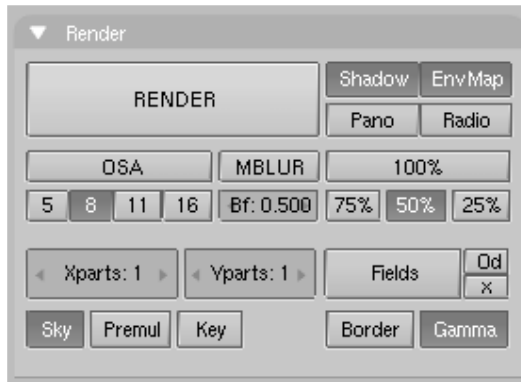 Render
RENDER Shadow EnvMap
Pano Radio
OSA MBLUR 100%
5 8 11 16 Bf: 0.500 75% 50% 25%
Xparts: 1 Yparts: 1 Fields Od
x
Sky Premul Key Border Gamma